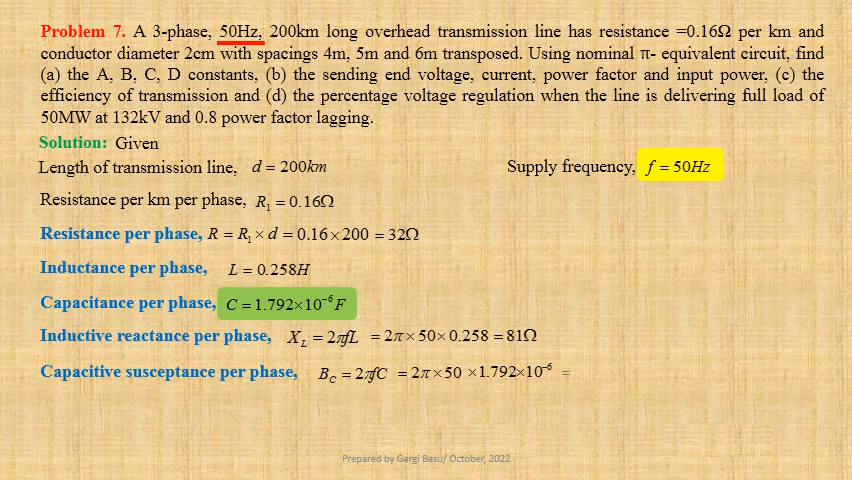 Problem 7. A 3-phase, 50Hz, 200km long overhead transmission line has resistance =0.16Ω per km and
conductor diameter 2cm with spacings 4m, 5m and 6m transposed. Using nominal π- equivalent circuit, find
(a) the A, B, C, D constants, (b) the sending end voltage, current, power factor and input power, (c) the
efficiency of transmission and (d) the percentage voltage regulation when the line is delivering full load of
50MW at 132kV and 0.8 power factor lagging.
Solution: Given
Length of transmission line, d = 200km Supply frequency, f = 50Hz
Resistance per km per phase, R₁ = 0.16Ω
Resistance per phase, R = R₁ × d = 0.16 × 200 = 32Ω
Inductance per phase, L = 0.258H
Capacitance per phase, C = 1.792×10⁻⁶ F
Inductive reactance per phase, X_L = 2πfL = 2π × 50 × 0.258 = 81Ω
Capacitive susceptance per phase, B_C = 2πfC = 2π × 50 × 1.792×10⁻⁶ =
Prepared by Gargi Basu/ October, 2022